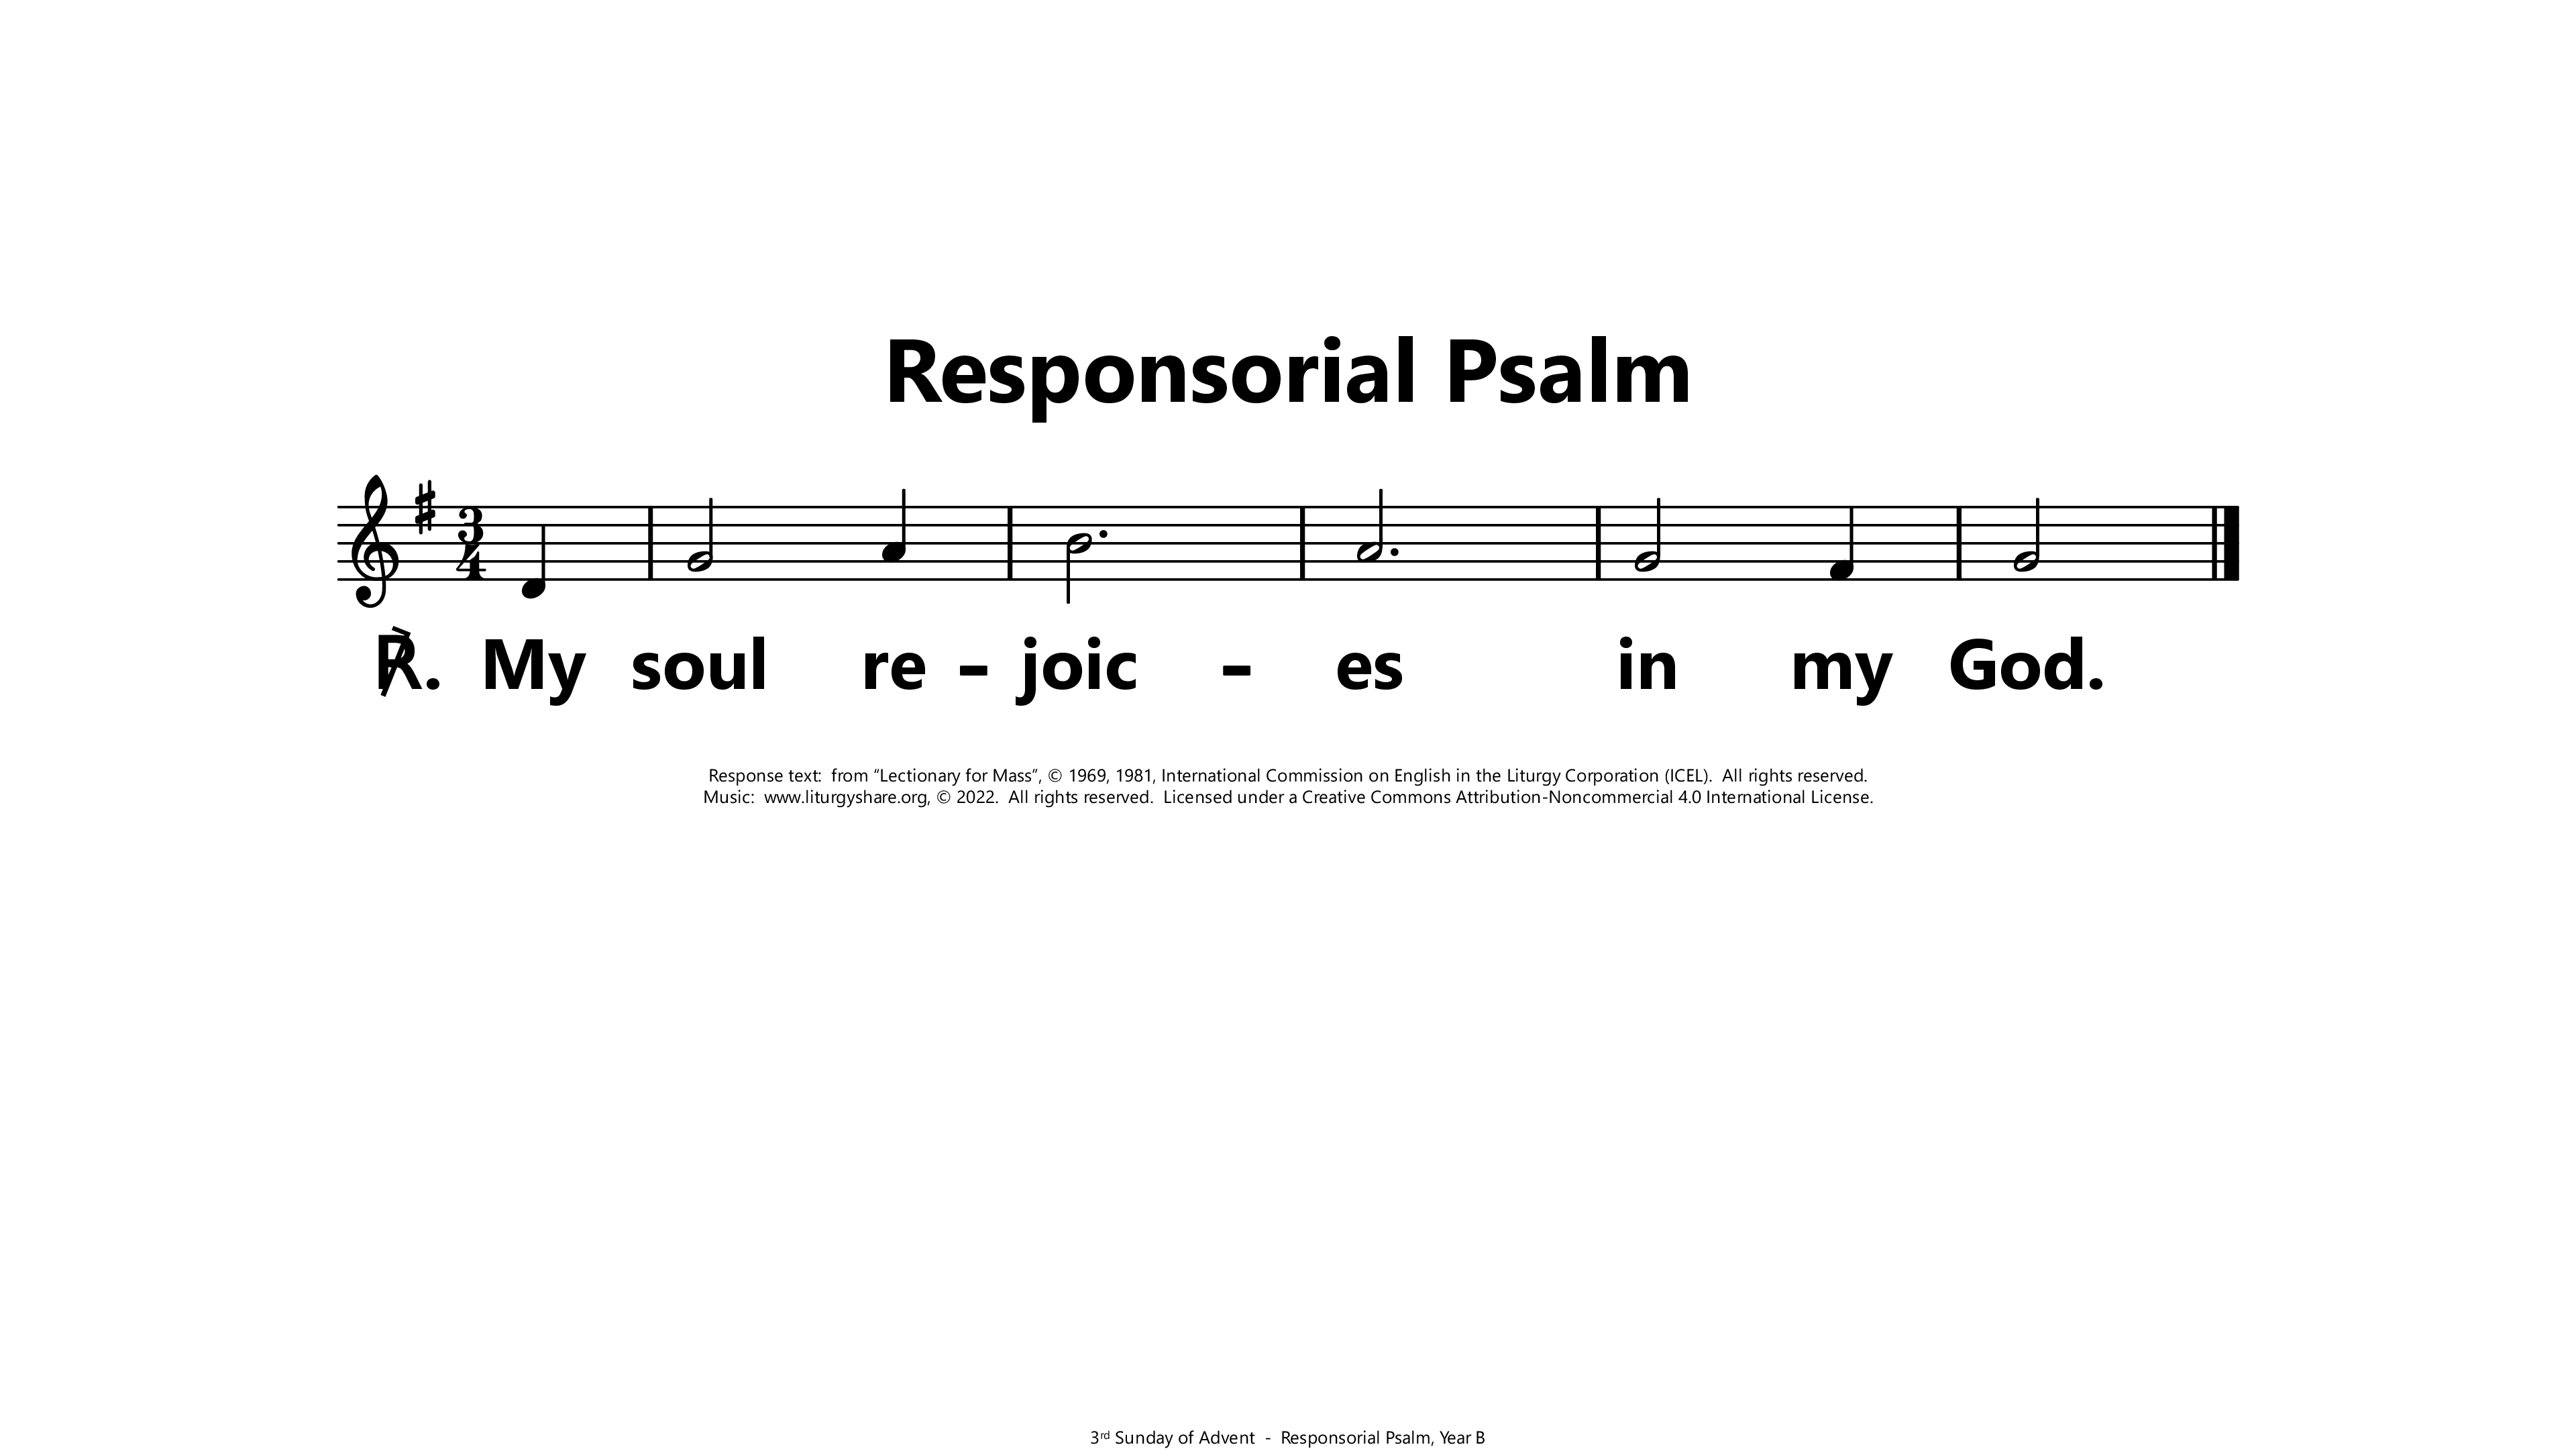 Responsorial Psalm
3
4
℟. My soul re - joic - es in my God.
Response text:  from “Lectionary for Mass”, © 1969, 1981, International Commission on English in the Liturgy Corporation (ICEL).  All rights reserved.
Music:  www.liturgyshare.org, © 2022.  All rights reserved.  Licensed under a Creative Commons Attribution-Noncommercial 4.0 International License.
3rd Sunday of Advent  -  Responsorial Psalm, Year B